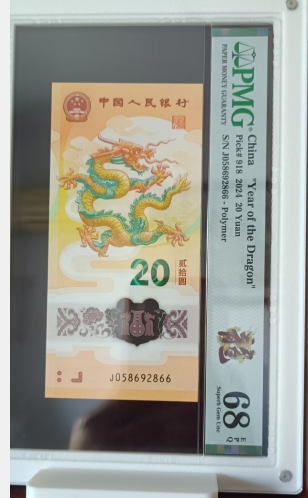 中国人民银行
20
贰拾圆
J058692866
PMG
PAPER MONEY GUARANTY
China "Year of the Dragon"
Pick# 918 2024 20 Yuan
S/N J058692866 - Polymer
68 EPQ
Superb Gem Unc